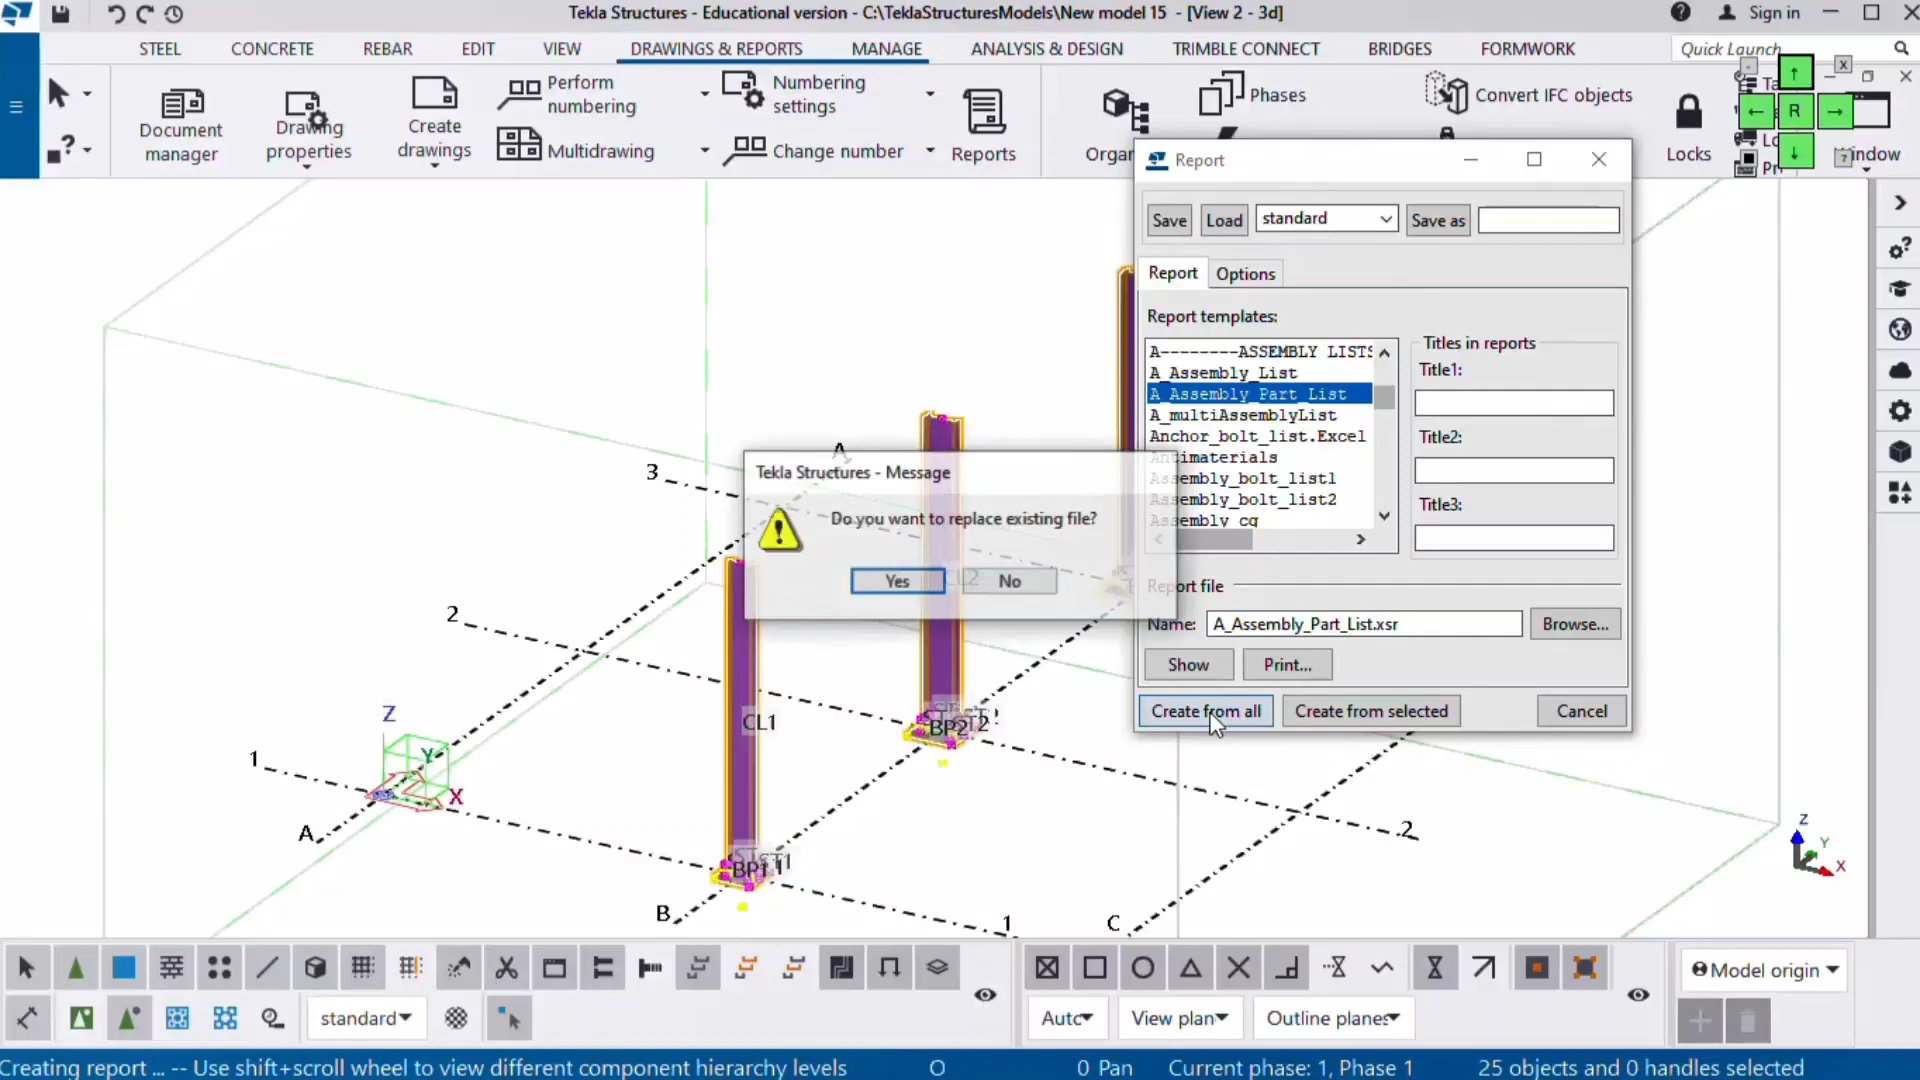 Tekla Structures - Educational version - C:\TeklaStructuresModels\New model 15 - [View 2 - 3d]
Sign in
STEEL CONCRETE REBAR EDIT VIEW DRAWINGS & REPORTS MANAGE ANALYSIS & DESIGN TRIMBLE CONNECT BRIDGES FORMWORK
Quick Launch
Document manager
Drawing properties
Create drawings
Perform numbering
Multidrawing
Numbering settings
Change number
Reports
Phases
Convert IFC objects
Locks
R
X
?
Report
Save Load standard Save as
Report Options
Report templates:
A--------ASSEMBLY LISTS
A_Assembly_List
A_Assembly_Part_List
A_multiAssemblyList
Anchor_bolt_list.Excel
Assembly_bolt_list1
Assembly_bolt_list2
Assembly_cg
Titles in reports
Title1:
Title2:
Title3:
Report file
Name: A_Assembly_Part_List.xsr Browse...
Show Print...
Create from all Create from selected Cancel
Tekla Structures - Message
Do you want to replace existing file?
Yes No
A
3
2
1
Z
Y
X
A
B
C
1
2
CL1
CL2
BP1
BP2
Z
Y
X
Model origin
standard
Auto
View plan
Outline planes
Creating report ... -- Use shift+scroll wheel to view different component hierarchy levels
O
0 Pan
Current phase: 1, Phase 1
25 objects and 0 handles selected